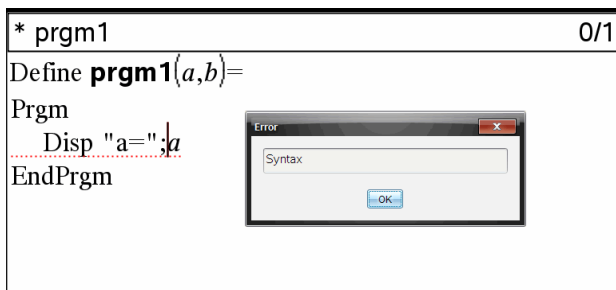 * prgm1 0/1
Define prgm1(a,b)=
Prgm
Disp "a=";a
EndPrgm
Error
x
Syntax
OK